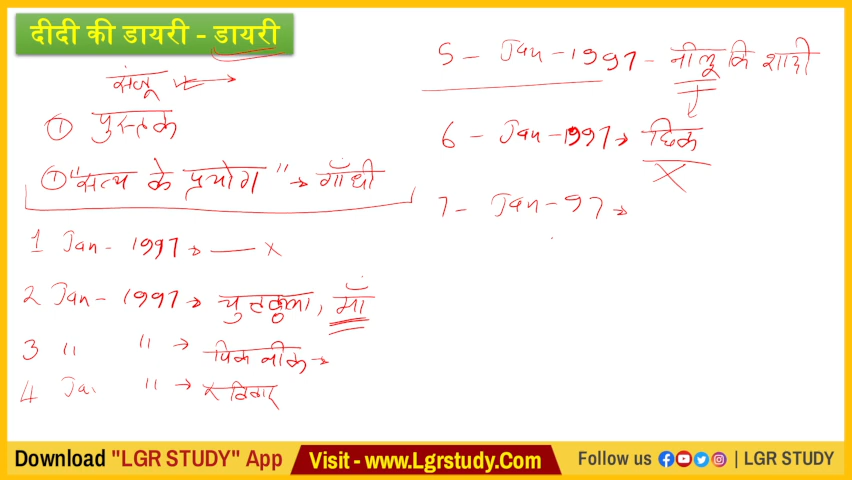 दीदी की डायरी - डायरी
संजू →
① पुस्तक
① "सत्य के प्रयोग" → गाँधी
1 Jan - 1997 → — x
2 Jan - 1997 → चुटकुला, माँ
3 " " → पिकनीक →
4 Jan " → रविवार
5 - Jan - 1997 - नीलू कि शादी
6 - Jan - 1997 → छिक X
7 - Jan - 97 →
Download "LGR STUDY" App
Visit - www.Lgrstudy.Com
Follow us | LGR STUDY